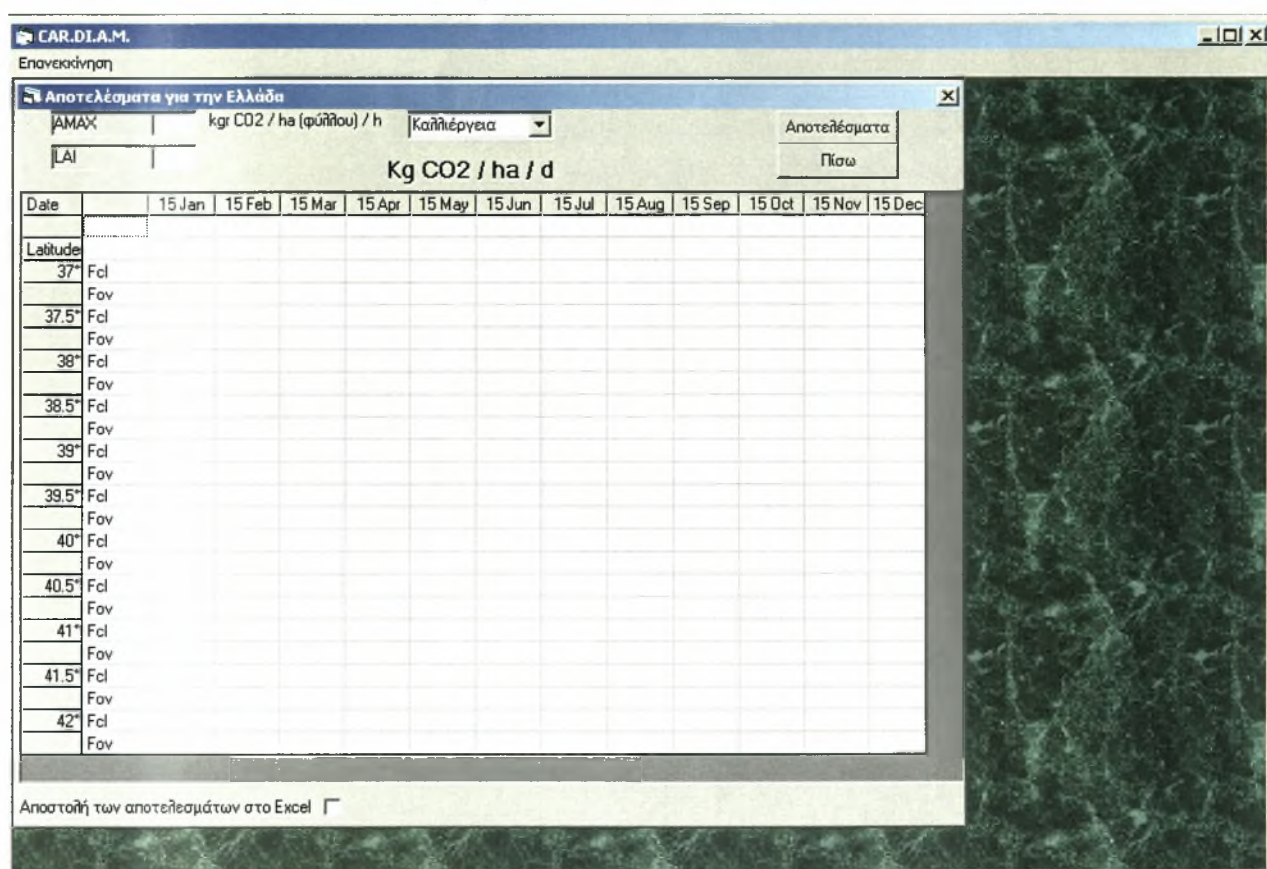 CAR.DI.A.M.
Επανεκκίνηση
Αποτελέσματα για την Ελλάδα
AMAX kgr CO2 / ha (φύλλου) / h Καλλιέργεια Αποτελέσματα
LAI Πίσω
Kg CO2 / ha / d
Date 15 Jan 15 Feb 15 Mar 15 Apr 15 May 15 Jun 15 Jul 15 Aug 15 Sep 15 Oct 15 Nov 15 Dec
Latitude
37° Fcl
Fov
37.5° Fcl
Fov
38° Fcl
Fov
38.5° Fcl
Fov
39° Fcl
Fov
39.5° Fcl
Fov
40° Fcl
Fov
40.5° Fcl
Fov
41° Fcl
Fov
41.5° Fcl
Fov
42° Fcl
Fov
Αποστολή των αποτελεσμάτων στο Excel